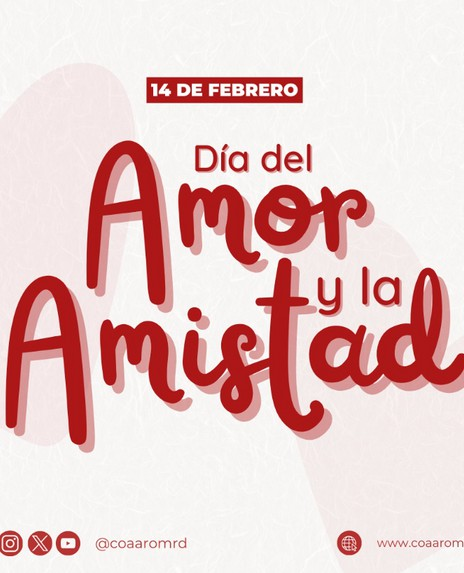 14 DE FEBRERO
Día del
Amor
y la
Amistad
@coaaromrd
www.coaarom